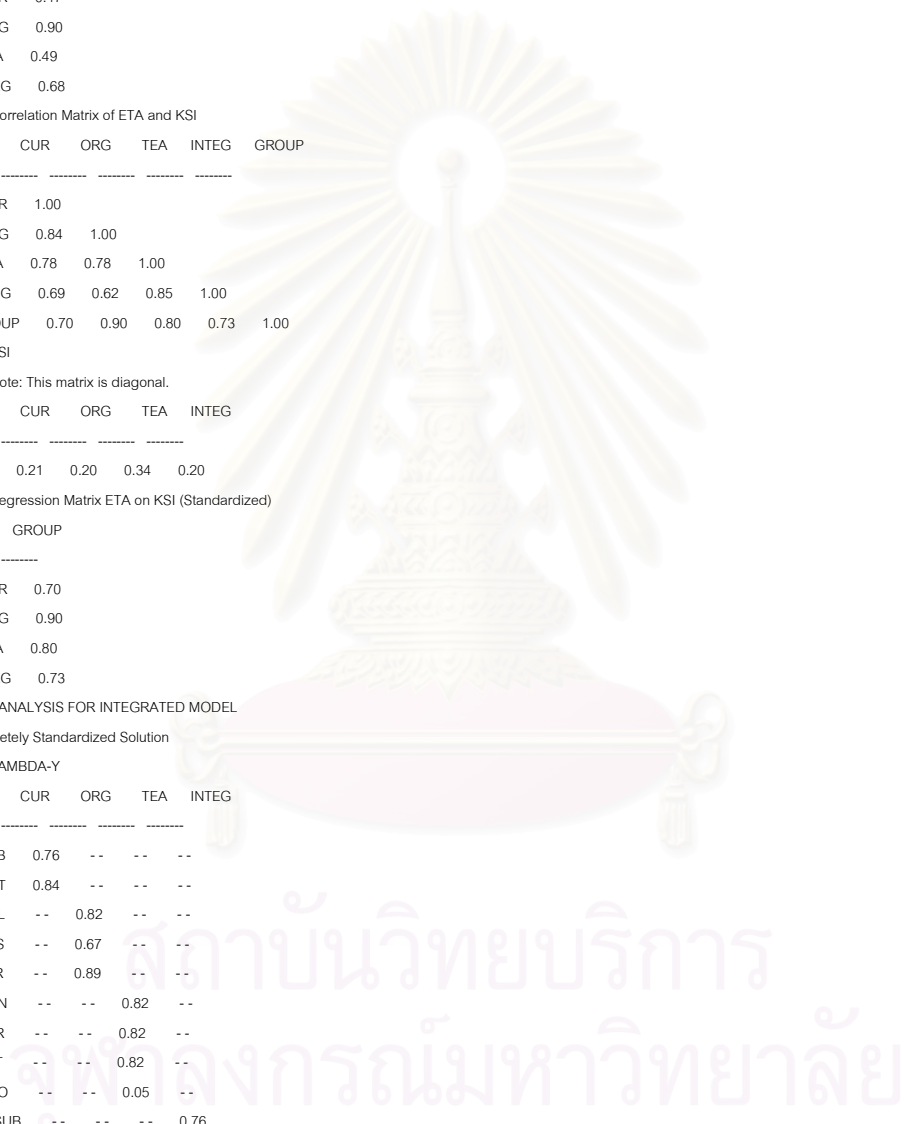 G 0.90
A 0.49
G 0.68
orrelation Matrix of ETA and KSI
CUR ORG TEA INTEG GROUP
-------- -------- -------- -------- --------
R 1.00
G 0.84 1.00
A 0.78 0.78 1.00
G 0.69 0.62 0.85 1.00
UP 0.70 0.90 0.80 0.73 1.00
SI
ote: This matrix is diagonal.
CUR ORG TEA INTEG
-------- -------- -------- --------
0.21 0.20 0.34 0.20
egression Matrix ETA on KSI (Standardized)
GROUP
--------
R 0.70
G 0.90
A 0.80
G 0.73
ANALYSIS FOR INTEGRATED MODEL
etely Standardized Solution
AMBDA-Y
CUR ORG TEA INTEG
-------- -------- -------- --------
B 0.76 - - - - - -
T 0.84 - - - - - -
L - - 0.82 - - - -
S - - 0.67 - - - -
R - - 0.89 - - - -
N - - - - 0.82 - -
R - - - - 0.82 - -
- - - - 0.82 - -
O - - - - 0.05 - -
SUB - - - - - - 0.76
สถาบันวิทยบริการ
จุฬาลงกรณ์มหาวิทยาลัย